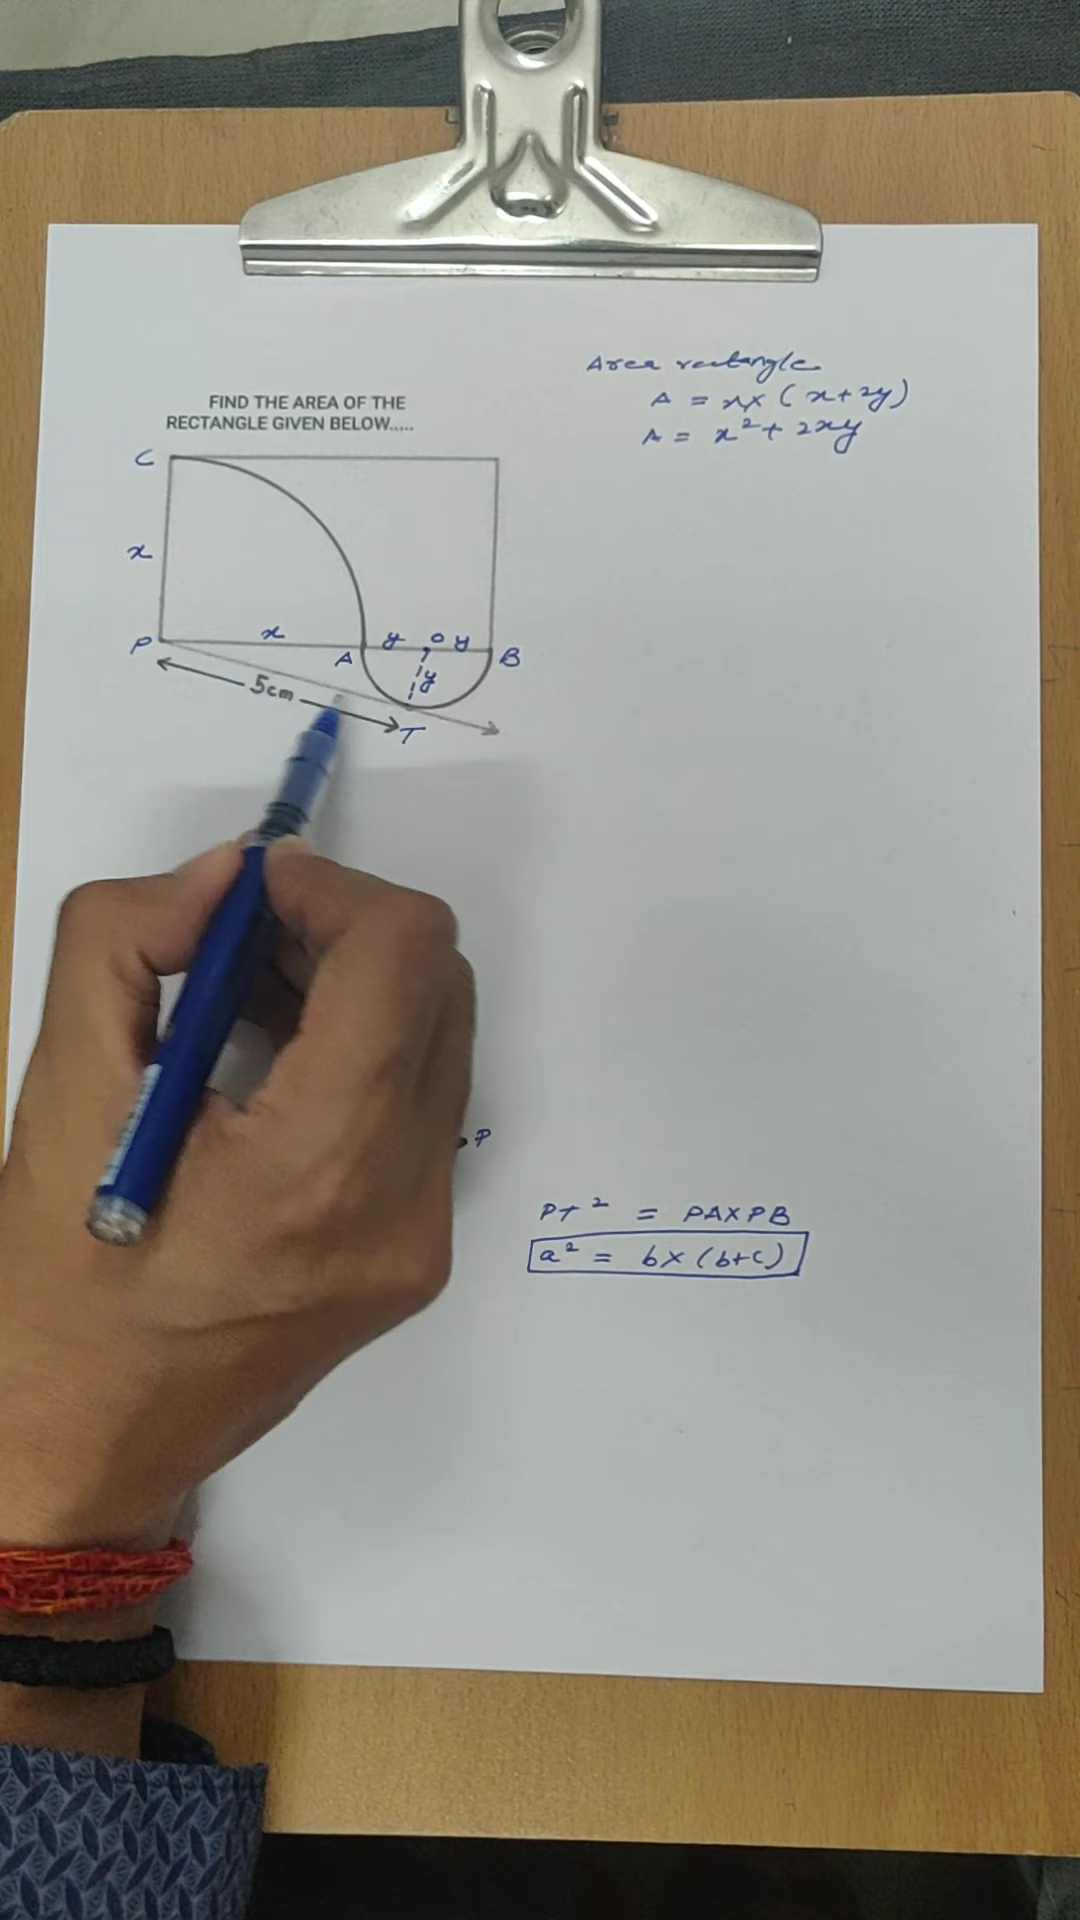 Area rectangle
A = x × (x+2y)
A = x² + 2xy
FIND THE AREA OF THE
RECTANGLE GIVEN BELOW.....
C
x
P x A y O y B
y
5cm
T
P
PT² = PA×PB
a² = b×(b+c)